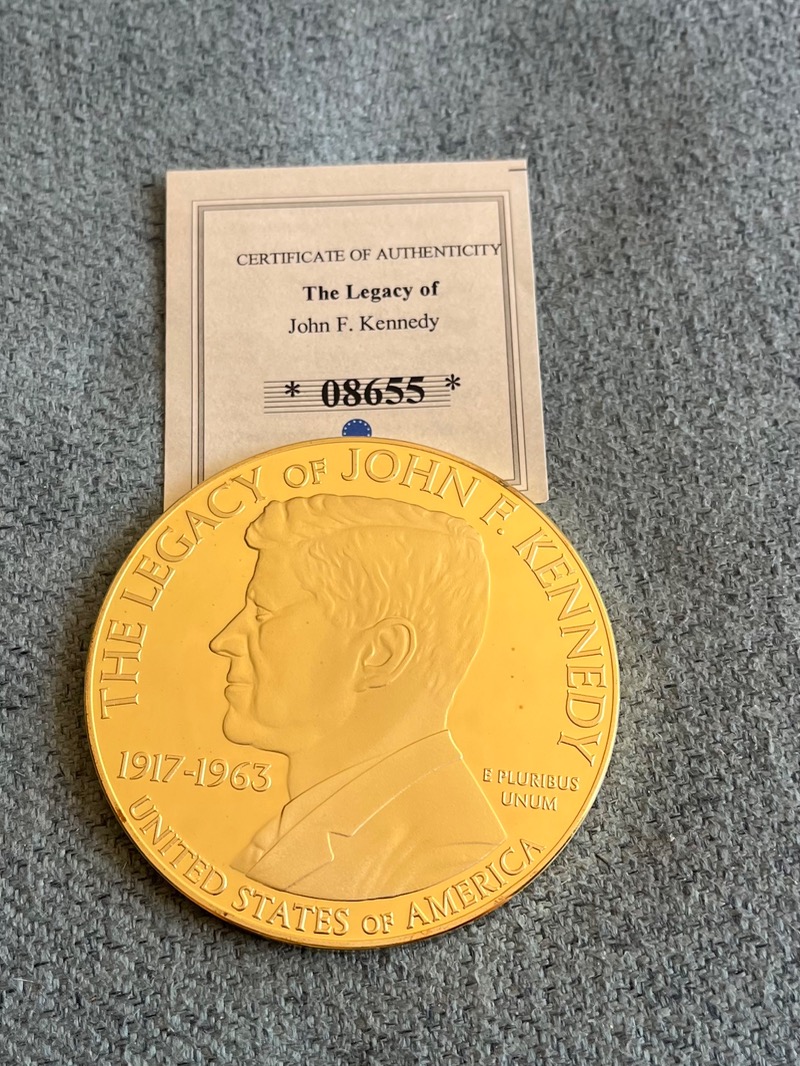 CERTIFICATE OF AUTHENTICITY
The Legacy of
John F. Kennedy
* 08655 *
THE LEGACY OF JOHN F. KENNEDY
1917-1963
E PLURIBUS
UNUM
UNITED STATES OF AMERICA